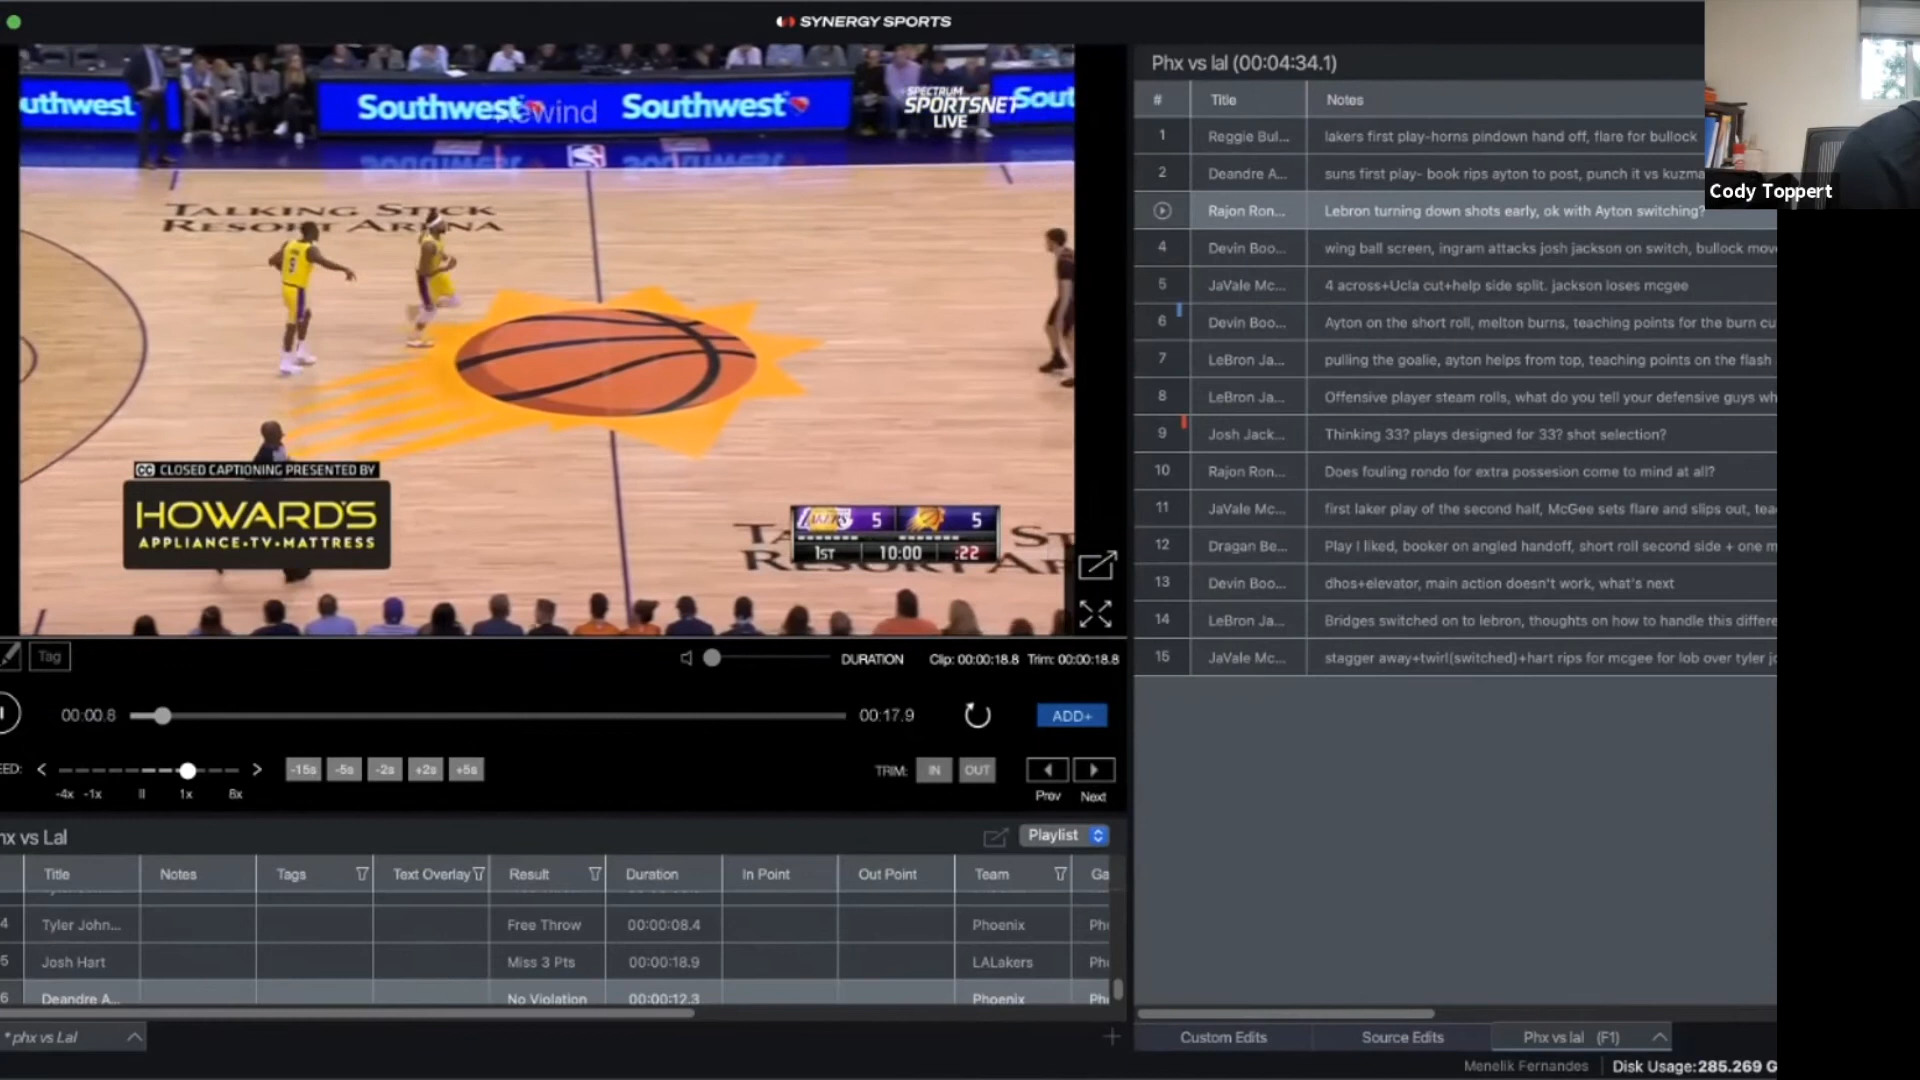 SYNERGY SPORTS
Southwest
Southwest
SPECTRUM
SPORTSNET
LIVE
TALKING STICK
RESORT ARENA
CC CLOSED CAPTIONING PRESENTED BY
HOWARD'S
APPLIANCE•TV•MATTRESS
LAKERS 5 5
1ST 10:00 :22
Tag
DURATION Clip: 00:00:18.8 Trim: 00:00:18.8
00:00.8
00:17.9
ADD+
-15s -5s -2s +2s +5s
TRIM: IN OUT
-4x -1x II 1x 8x
Prev Next
vs Lal
Playlist
Title Notes Tags Text Overlay Result Duration In Point Out Point Team
4 Tyler John... Free Throw 00:00:08.4 Phoenix
5 Josh Hart Miss 3 Pts 00:00:18.9 LALakers
6 Deandre A... No Violation 00:00:12.3 Phoenix
* phx vs Lal
Phx vs lal (00:04:34.1)
# Title Notes
1 Reggie Bul... lakers first play-horns pindown hand off, flare for bullock
2 Deandre A... suns first play- book rips ayton to post, punch it vs kuzma
Rajon Ron... Lebron turning down shots early, ok with Ayton switching?
4 Devin Boo... wing ball screen, ingram attacks josh jackson on switch, bullock mov
5 JaVale Mc... 4 across+Ucla cut+help side split. jackson loses mcgee
6 Devin Boo... Ayton on the short roll, melton burns, teaching points for the burn cu
7 LeBron Ja... pulling the goalie, ayton helps from top, teaching points on the flash
8 LeBron Ja... Offensive player steam rolls, what do you tell your defensive guys wh
9 Josh Jack... Thinking 33? plays designed for 33? shot selection?
10 Rajon Ron... Does fouling rondo for extra possesion come to mind at all?
11 JaVale Mc... first laker play of the second half, McGee sets flare and slips out, tea
12 Dragan Be... Play I liked, booker on angled handoff, short roll second side + one m
13 Devin Boo... dhos+elevator, main action doesn't work, what's next
14 LeBron Ja... Bridges switched on to lebron, thoughts on how to handle this differe
15 JaVale Mc... stagger away+twirl(switched)+hart rips for mcgee for lob over tyler jo
Custom Edits Source Edits Phx vs lal (F1)
Menelik Fernandes Disk Usage:285.269 G
Cody Toppert